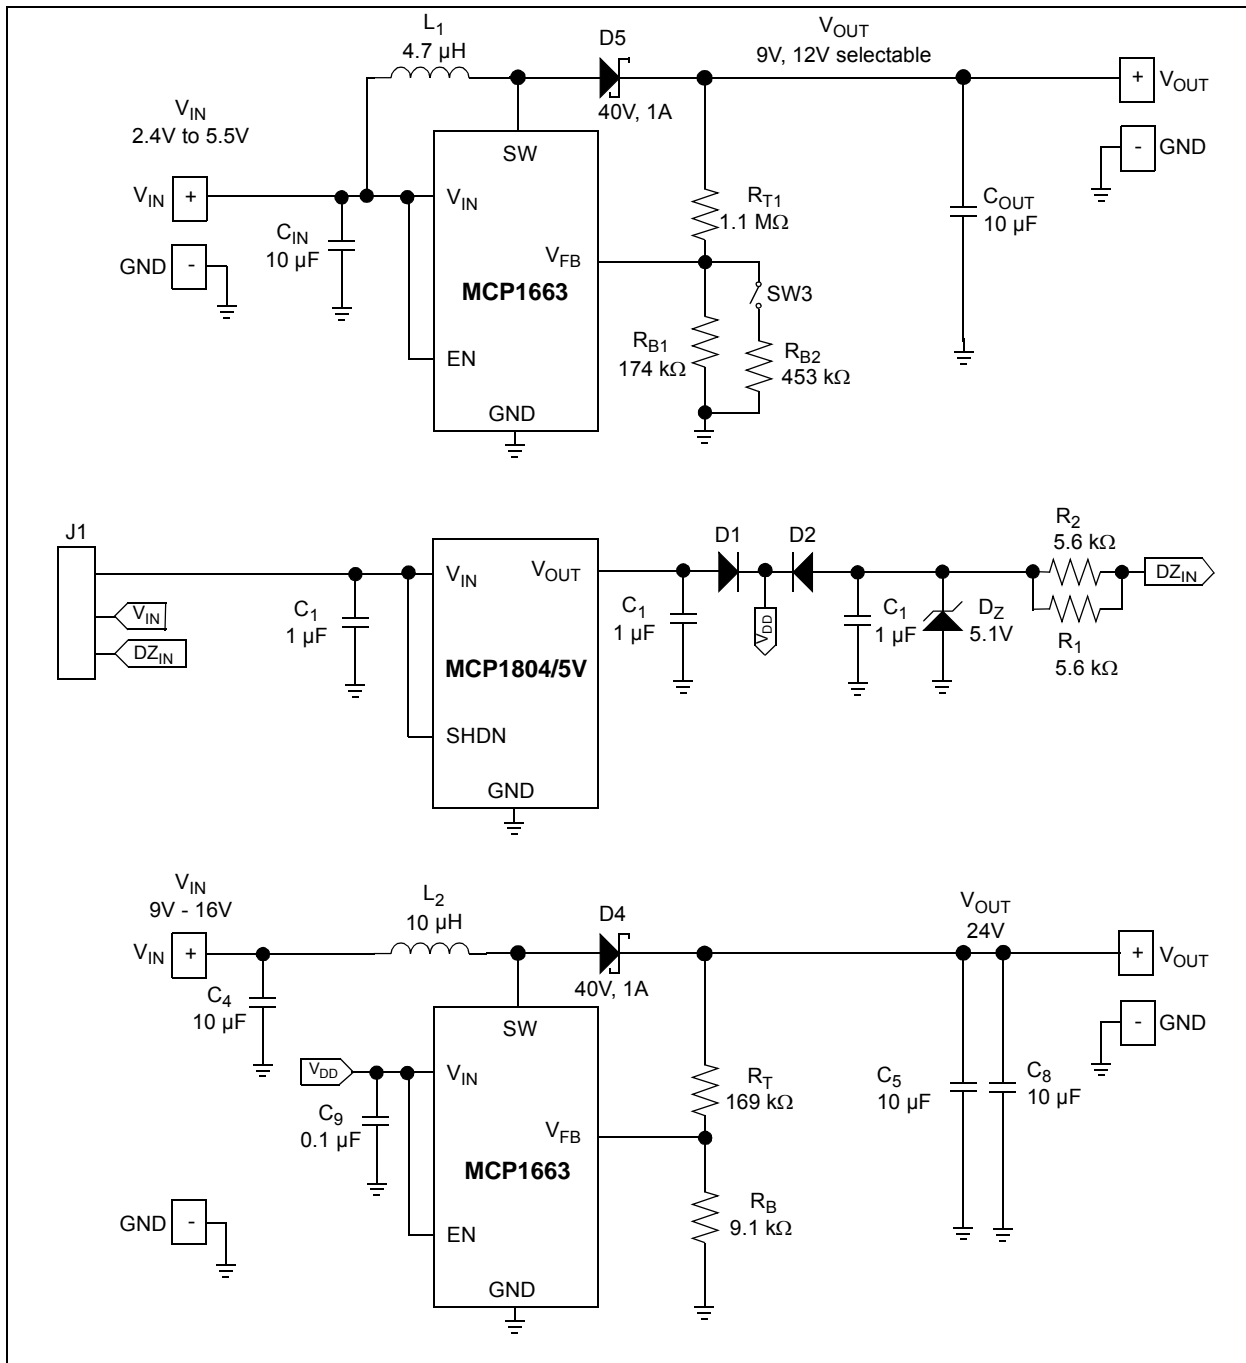 L1
4.7 µH
D5
40V, 1A
VOUT
9V, 12V selectable
+
VOUT
-
GND
VIN
2.4V to 5.5V
VIN
+
GND
-
CIN
10 µF
SW
VIN
VFB
MCP1663
EN
GND
RT1
1.1 MΩ
SW3
RB1
174 kΩ
RB2
453 kΩ
COUT
10 µF
J1
VIN
DZIN
C1
1 µF
VIN
VOUT
MCP1804/5V
SHDN
GND
C1
1 µF
D1
D2
VDD
C1
1 µF
DZ
5.1V
R2
5.6 kΩ
R1
5.6 kΩ
DZIN
VIN
9V - 16V
VIN
+
C4
10 µF
L2
10 µH
D4
40V, 1A
VOUT
24V
+
VOUT
-
GND
VDD
C9
0.1 µF
SW
VIN
VFB
MCP1663
EN
GND
RT
169 kΩ
RB
9.1 kΩ
C5
10 µF
C8
10 µF
GND
-